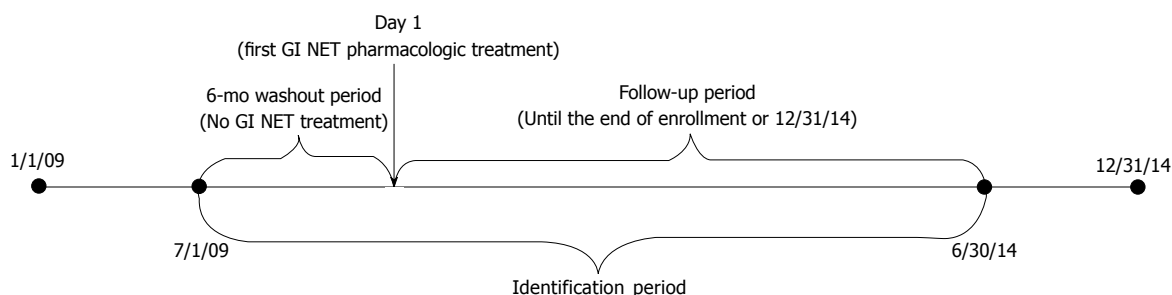 Day 1
(first GI NET pharmacologic treatment)
6-mo washout period
(No GI NET treatment)
Follow-up period
(Until the end of enrollment or 12/31/14)
1/1/09
12/31/14
7/1/09
6/30/14
Identification period